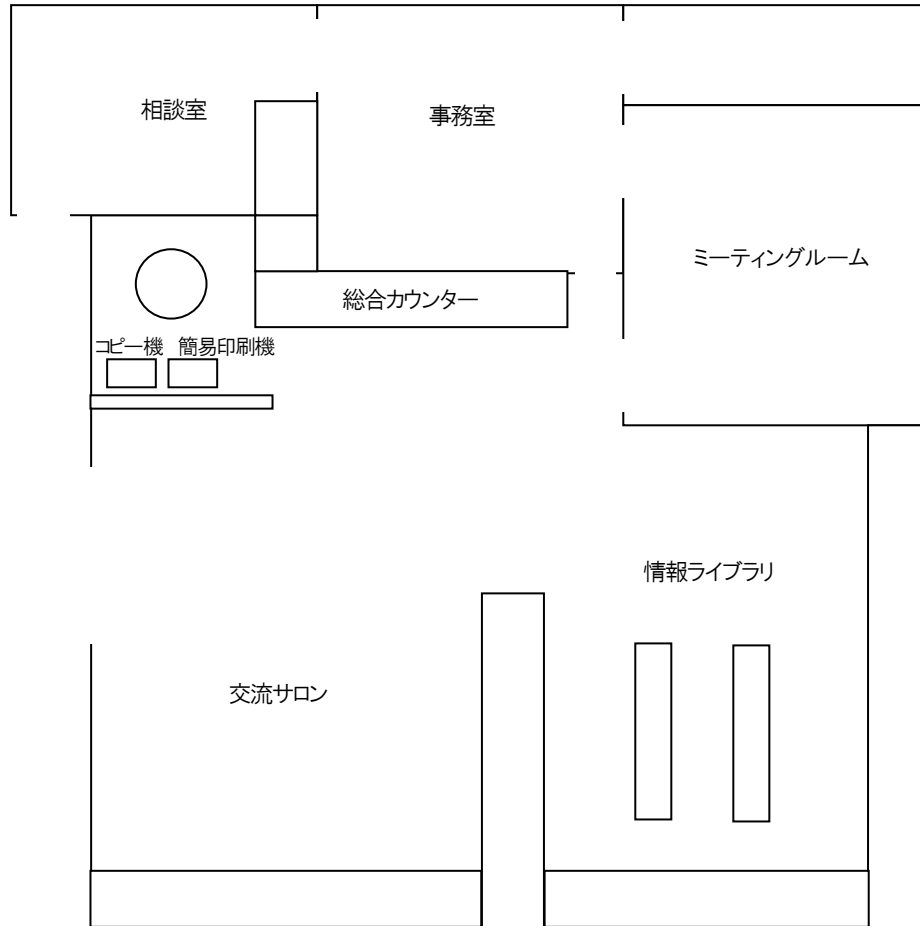 相談室
事務室
ミーティングルーム
総合カウンター
コピー機 簡易印刷機
情報ライブラリ
交流サロン